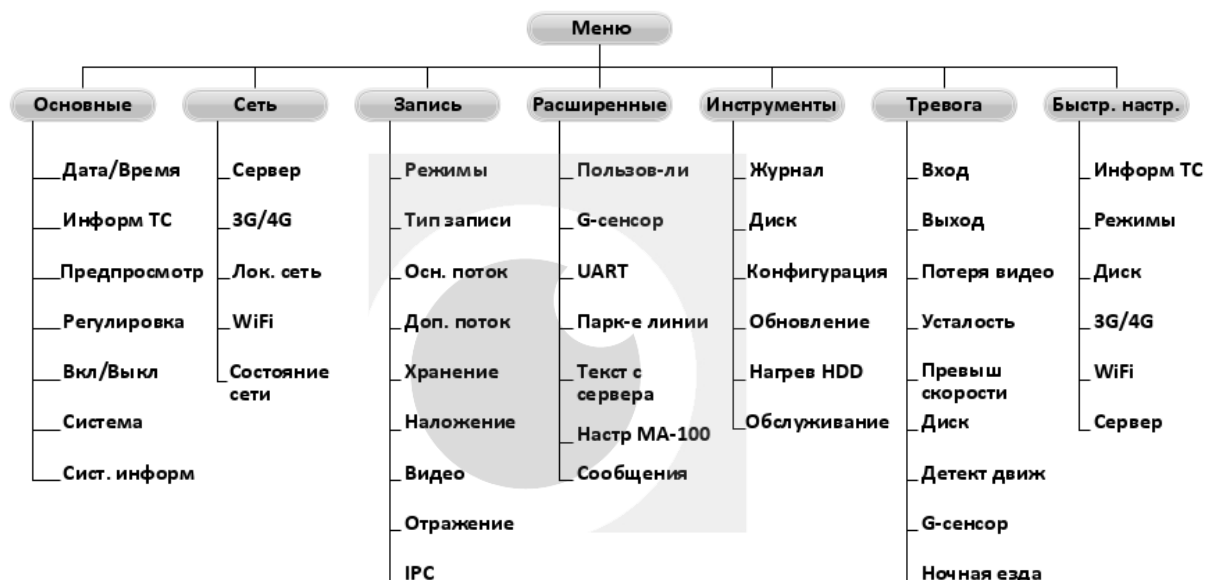 Меню
Основные
Дата/Время
Информ ТС
Предпросмотр
Регулировка
Вкл/Выкл
Система
Сист. информ
Сеть
Сервер
3G/4G
Лок. сеть
WiFi
Состояние
сети
Запись
Режимы
Тип записи
Осн. поток
Доп. поток
Хранение
Наложение
Видео
Отражение
IPC
Расширенные
Пользов-ли
G-сенсор
UART
Парк-е линии
Текст с
сервера
Настр MA-100
Сообщения
Инструменты
Журнал
Диск
Конфигурация
Обновление
Нагрев HDD
Обслуживание
Тревога
Вход
Выход
Потеря видео
Усталость
Превыш
скорости
Диск
Детект движ
G-сенсор
Ночная езда
Быстр. настр.
Информ ТС
Режимы
Диск
3G/4G
WiFi
Сервер